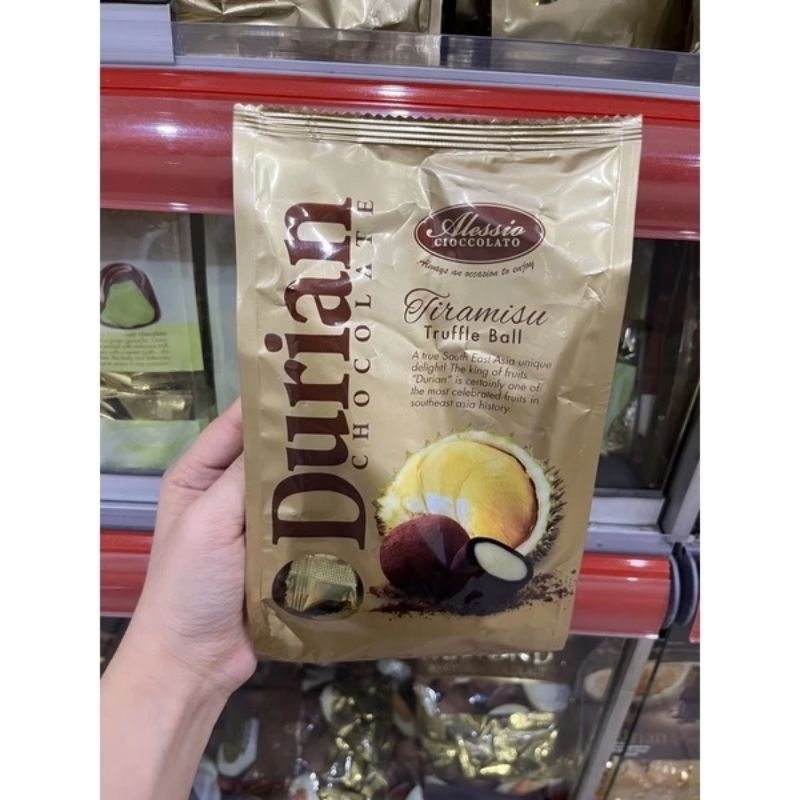 Durian
CHOCOLATE
Alessio
CIOCCOLATO
Always an occasion to enjoy
Tiramisu
Truffle Ball
A true South East Asia unique
delight! The king of fruits
"Durian" is certainly one of
the most celebrated fruits in
southeast asia history.